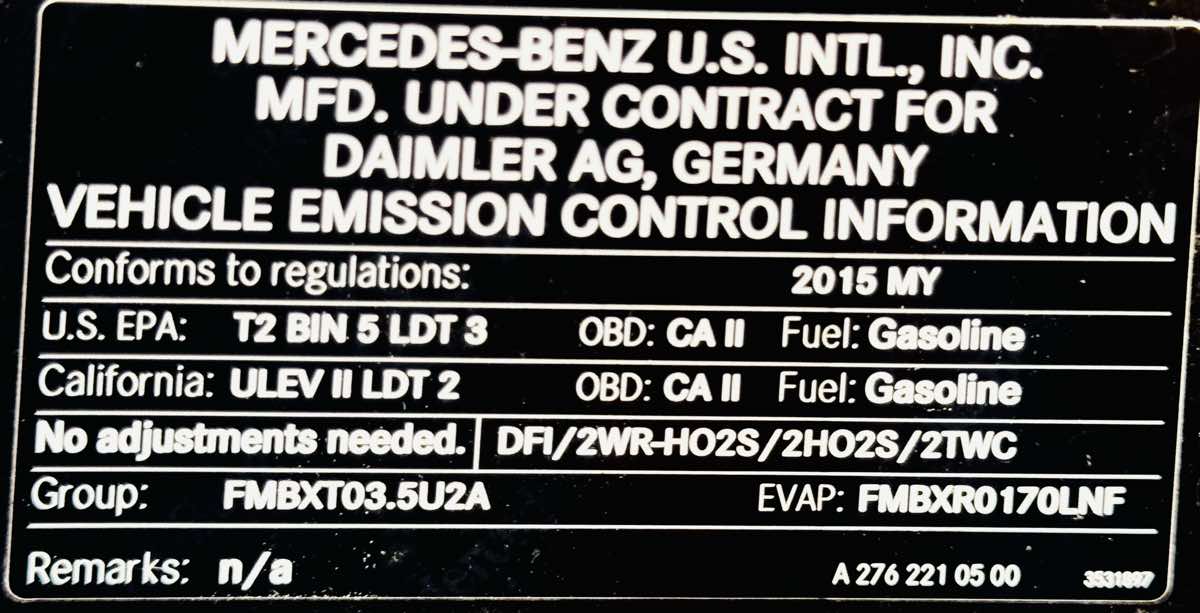 MERCEDES-BENZ U.S. INTL., INC.
MFD. UNDER CONTRACT FOR
DAIMLER AG, GERMANY
VEHICLE EMISSION CONTROL INFORMATION
Conforms to regulations: 2015 MY
U.S. EPA: T2 BIN 5 LDT 3 OBD: CA II Fuel: Gasoline
California: ULEV II LDT 2 OBD: CA II Fuel: Gasoline
No adjustments needed. DFI/2WR-HO2S/2HO2S/2TWC
Group: FMBXT03.5U2A EVAP: FMBXR0170LNF
Remarks: n/a A 276 221 05 00